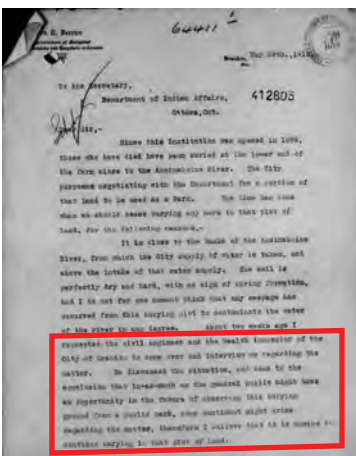 64411
May 29th., 191
To the Secretary,
Department of Indian Affairs,
412803
Ottawa, Ont.
Dear Sir,-
Since this Institution was opened in 1895,
those who have died have been buried at the lower end of
the farm close to the Assiniboine River. The City
purposes negotiating with the Department for a portion of
that land to be used as a Park. The time has come
when we should cease burying any more in that plot of
land, for the following reasons,-
It is close to the banks of the Assiniboine
River, from which the City supply of water is taken, and
above the intake of that water supply. The soil is
perfectly dry and hard, with no sign of spring formation,
and I do not for one moment think that any seepage has
occurred from this burying plot to contaminate the water
of the river in any degree. About two weeks ago I
requested the civil engineer and the health inspector of the
City of Brandon to come over and interview me regarding the
matter. We discussed the situation, and came to the
conclusion that in-as-much as the general public might have
an opportunity in the future of observing this burying
ground from a public park, some sentiment might arise
regarding the matter, therefore I believe that it is unwise to
continue burying in that plot of land.